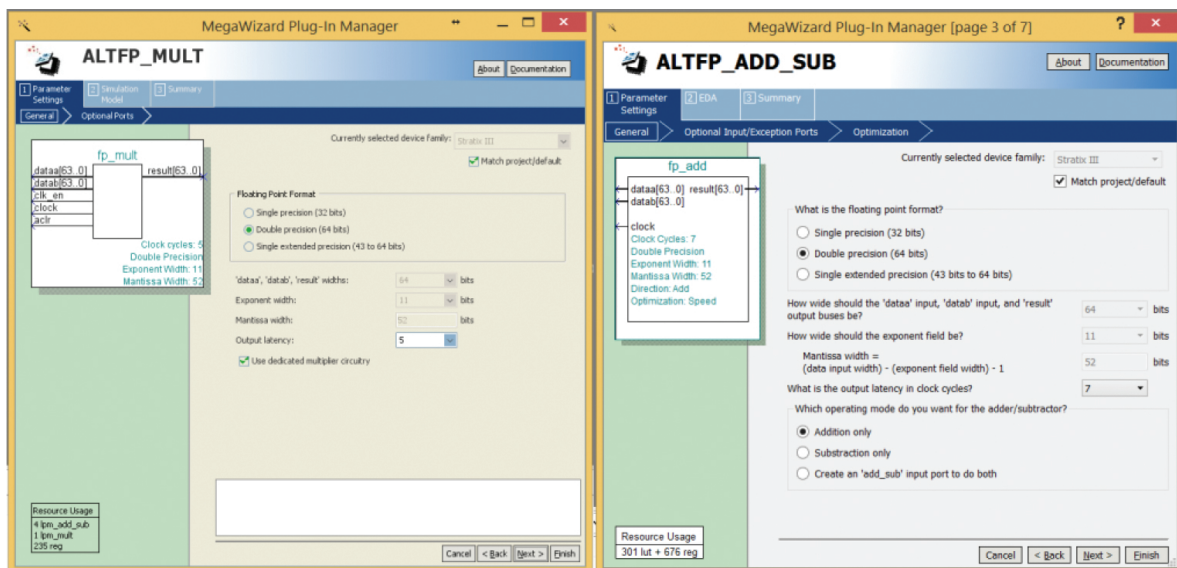 MegaWizard Plug-In Manager
ALTFP_MULT
About Documentation
1 Parameter Settings
2 Simulation Model
3 Summary
General Optional Ports
Currently selected device family: Stratix III
Match project/default
fp_mult
dataa[63..0] result[63..0]
datab[63..0]
clk_en
clock
aclr
Clock cycles: 5
Double Precision
Exponent Width: 11
Mantissa Width: 52
Floating Point Format
Single precision (32 bits)
Double precision (64 bits)
Single extended precision (43 to 64 bits)
'dataa', 'datab', 'result' widths: 64 bits
Exponent width: 11 bits
Mantissa width: 52 bits
Output latency: 5
Use dedicated multiplier circuitry
Resource Usage
4 lpm_add_sub
1 lpm_mult
235 reg
Cancel < Back Next > Finish
MegaWizard Plug-In Manager [page 3 of 7]
? ×
ALTFP_ADD_SUB
About Documentation
1 Parameter Settings
2 EDA
3 Summary
General Optional Input/Exception Ports Optimization
Currently selected device family: Stratix III
Match project/default
fp_add
dataa[63..0] result[63..0]
datab[63..0]
clock
Clock Cycles: 7
Double Precision
Exponent Width: 11
Mantissa Width: 52
Direction: Add
Optimization: Speed
What is the floating point format?
Single precision (32 bits)
Double precision (64 bits)
Single extended precision (43 bits to 64 bits)
How wide should the 'dataa' input, 'datab' input, and 'result'
output buses be? 64 bits
How wide should the exponent field be? 11 bits
Mantissa width =
(data input width) - (exponent field width) - 1 52 bits
What is the output latency in clock cycles? 7
Which operating mode do you want for the adder/subtractor?
Addition only
Substraction only
Create an 'add_sub' input port to do both
Resource Usage
301 lut + 676 reg
Cancel < Back Next > Finish